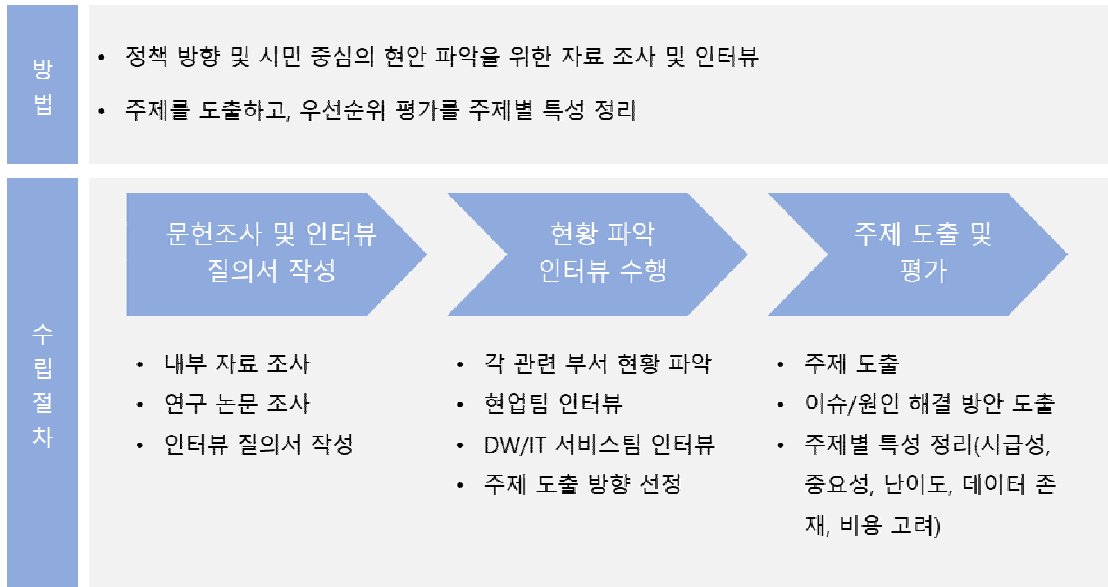 방
법
• 정책 방향 및 시민 중심의 현안 파악을 위한 자료 조사 및 인터뷰
• 주제를 도출하고, 우선순위 평가를 주제별 특성 정리
수
립
절
차
문헌조사 및 인터뷰
질의서 작성
• 내부 자료 조사
• 연구 논문 조사
• 인터뷰 질의서 작성
현황 파악
인터뷰 수행
• 각 관련 부서 현황 파악
• 현업팀 인터뷰
• DW/IT 서비스팀 인터뷰
• 주제 도출 방향 선정
주제 도출 및
평가
• 주제 도출
• 이슈/원인 해결 방안 도출
• 주제별 특성 정리(시급성,
중요성, 난이도, 데이터 존
재, 비용 고려)